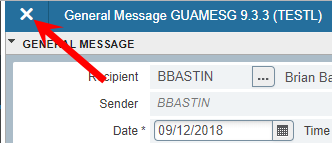 ✕ General Message GUAMESG 9.3.3 (TESTL)
GENERAL MESSAGE
Recipient BBASTIN ... Brian
Sender BBASTIN
Date * 09/12/2018 Time